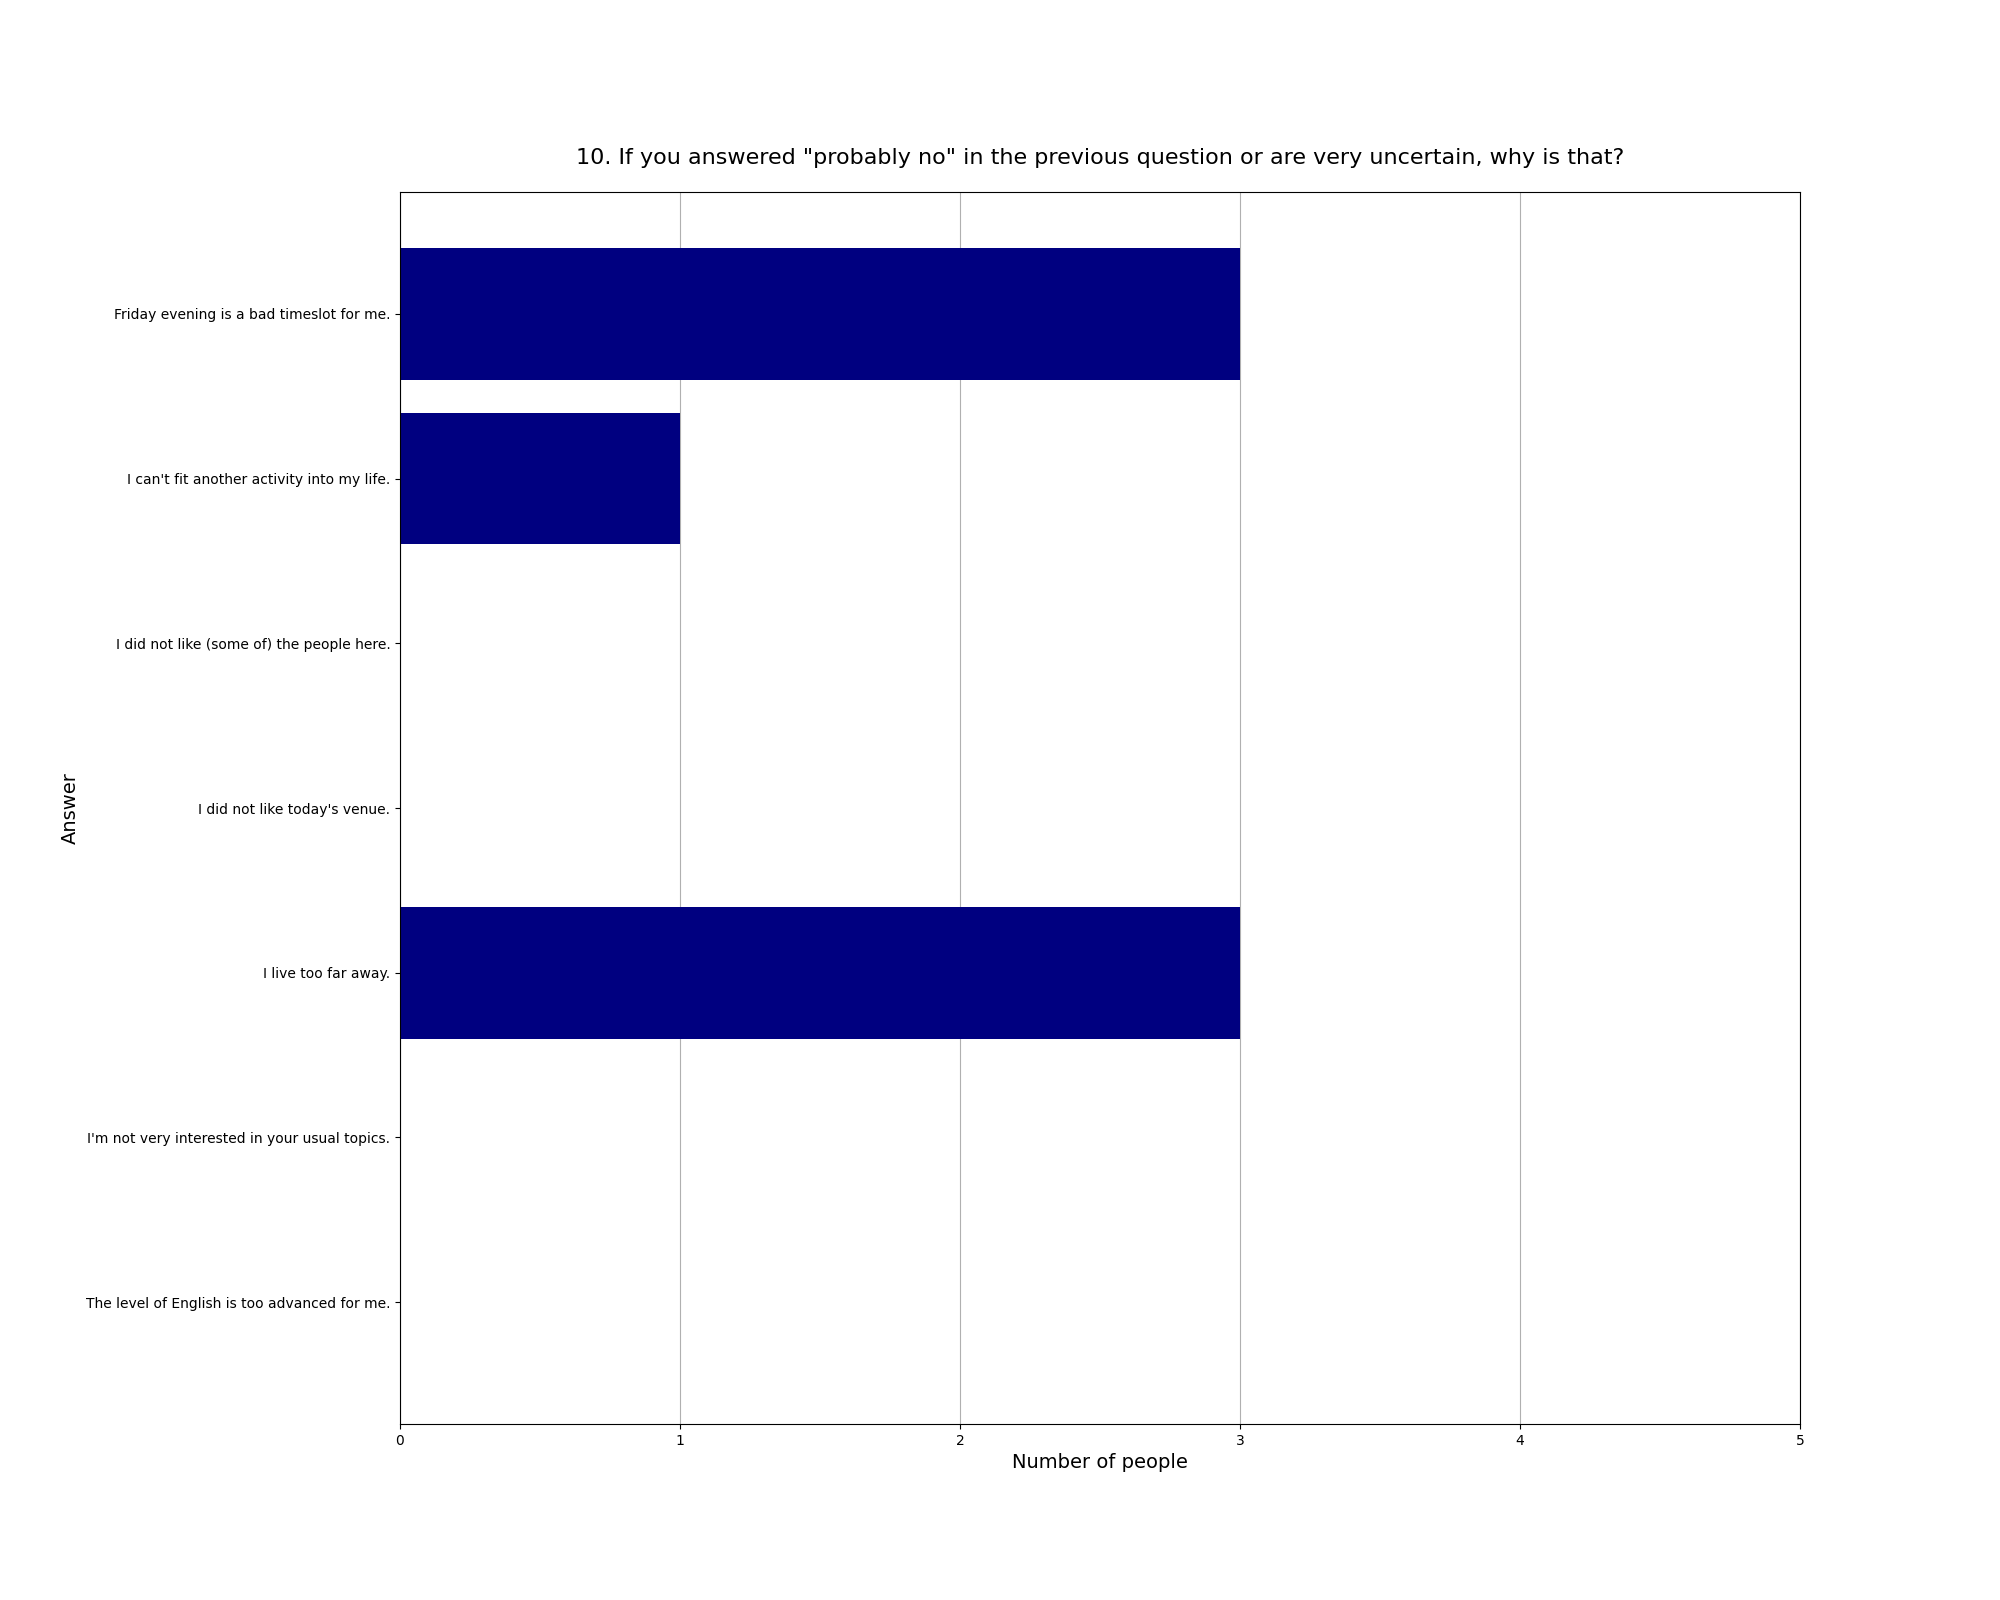 10. If you answered "probably no" in the previous question or are very uncertain, why is that?
Friday evening is a bad timeslot for me.
I can't fit another activity into my life.
I did not like (some of) the people here.
I did not like today's venue.
I live too far away.
I'm not very interested in your usual topics.
The level of English is too advanced for me.
Answer
0 1 2 3 4 5
Number of people